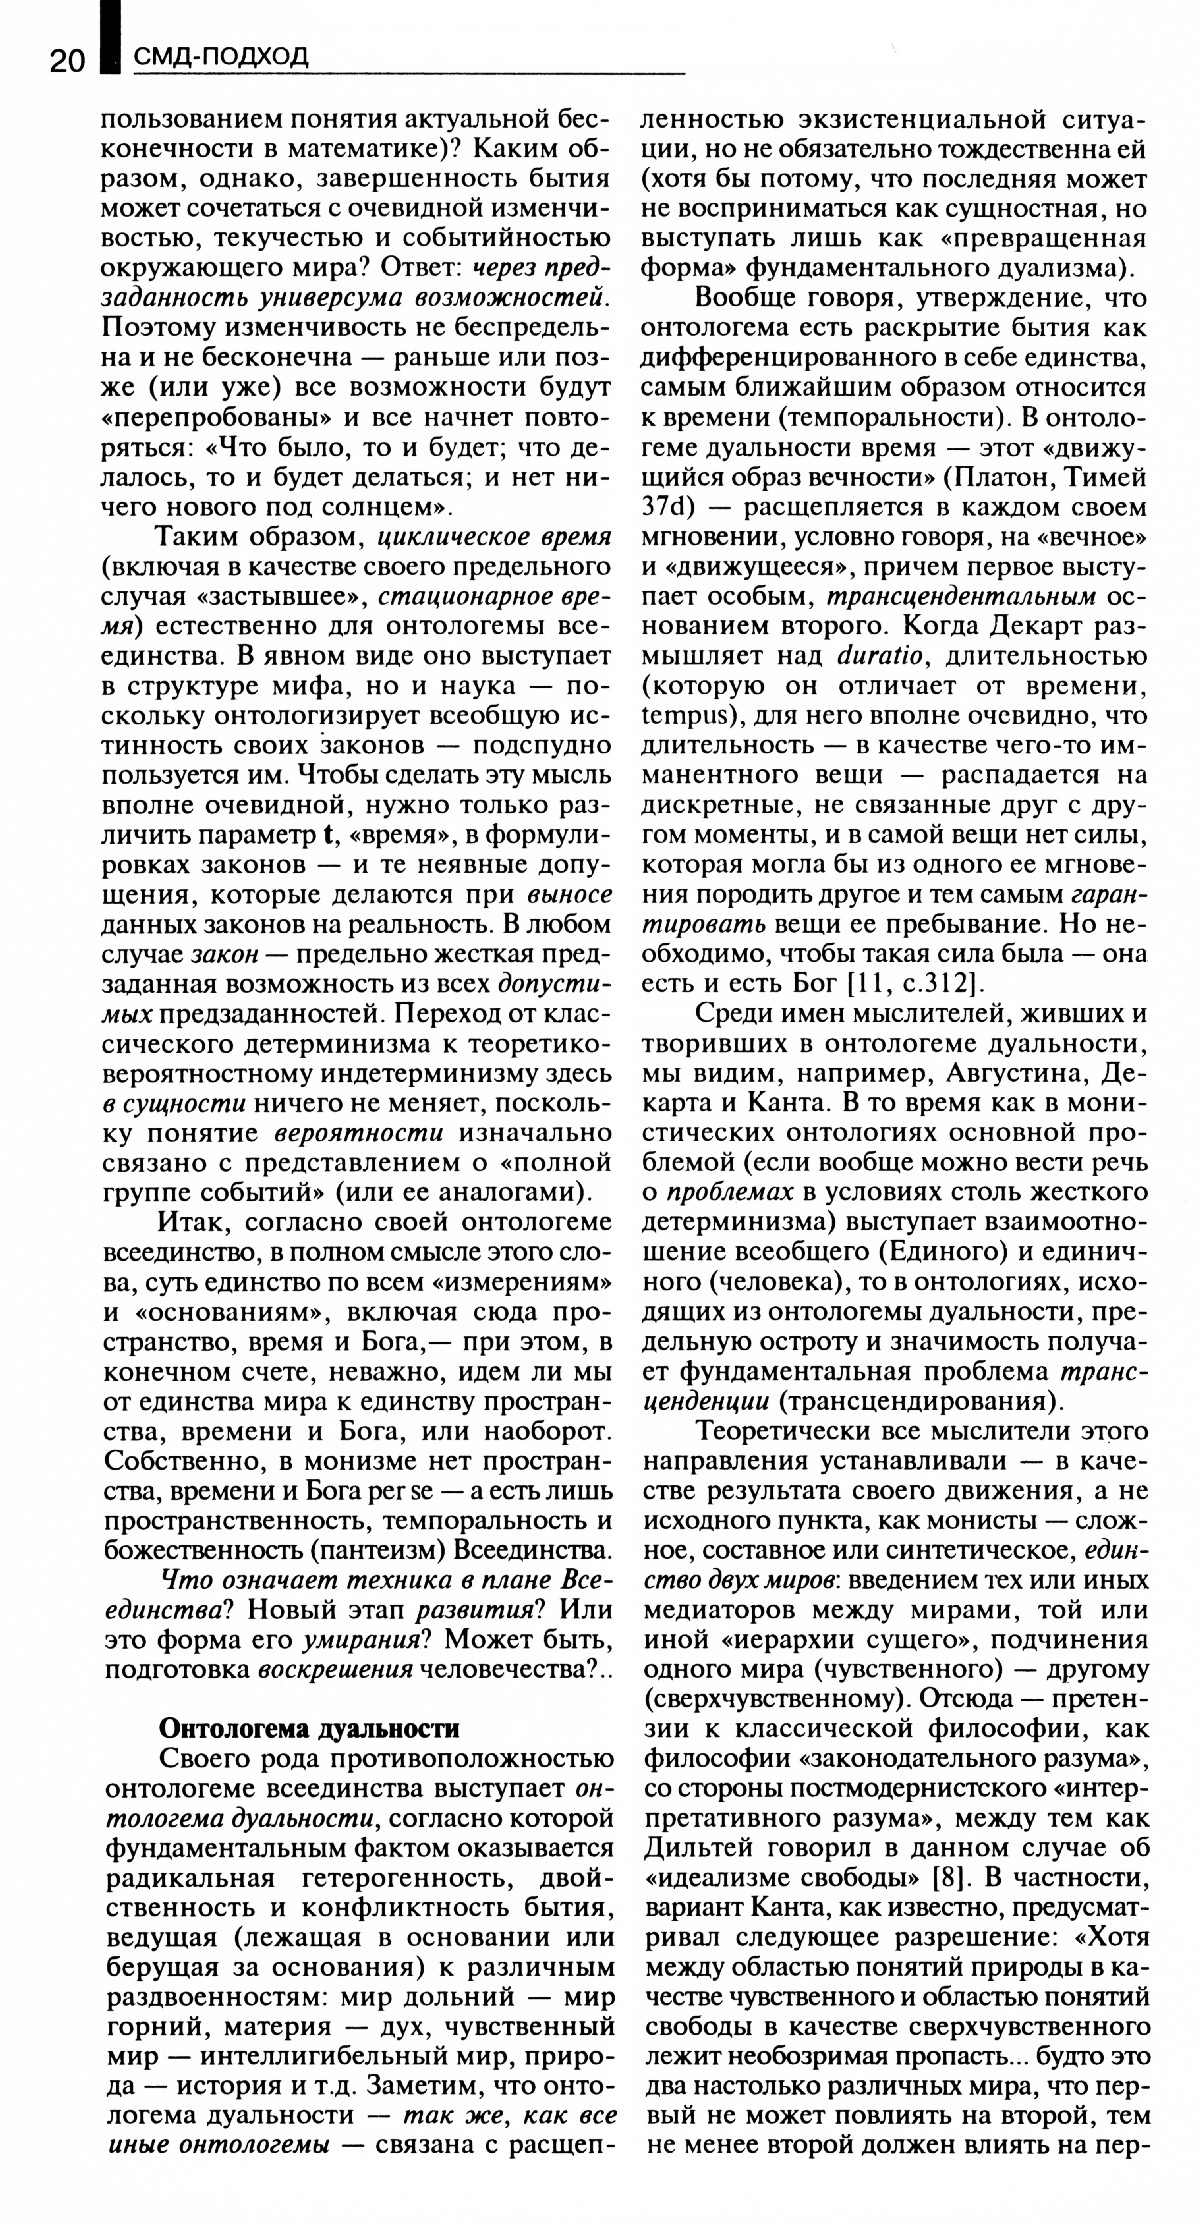 20
СМД-ПОДХОД
пользованием понятия актуальной бес-
конечности в математике)? Каким об-
разом, однако, завершенность бытия
может сочетаться с очевидной изменчи-
востью, текучестью и событийностью
окружающего мира? Ответ: через пред-
заданность универсума возможностей.
Поэтому изменчивость не беспредель-
на и не бесконечна — раньше или поз-
же (или уже) все возможности будут
«перепробованы» и все начнет повто-
ряться: «Что было, то и будет; что де-
лалось, то и будет делаться; и нет ни-
чего нового под солнцем».
Таким образом, циклическое время
(включая в качестве своего предельного
случая «застывшее», стационарное вре-
мя) естественно для онтологемы все-
единства. В явном виде оно выступает
в структуре мифа, но и наука — по-
скольку онтологизирует всеобщую ис-
тинность своих законов — подспудно
пользуется им. Чтобы сделать эту мысль
вполне очевидной, нужно только раз-
личить параметр t, «время», в формули-
ровках законов — и те неявные допу-
щения, которые делаются при выносе
данных законов на реальность. В любом
случае закон — предельно жесткая пред-
заданная возможность из всех допусти-
мых предзаданностей. Переход от клас-
сического детерминизма к теоретико-
вероятностному индетерминизму здесь
в сущности ничего не меняет, посколь-
ку понятие вероятности изначально
связано с представлением о «полной
группе событий» (или ее аналогами).
Итак, согласно своей онтологеме
всеединство, в полном смысле этого сло-
ва, суть единство по всем «измерениям»
и «основаниям», включая сюда про-
странство, время и Бога,— при этом, в
конечном счете, неважно, идем ли мы
от единства мира к единству простран-
ства, времени и Бога, или наоборот.
Собственно, в монизме нет простран-
ства, времени и Бога per se — а есть лишь
пространственность, темпоральность и
божественность (пантеизм) Всеединства.
Что означает техника в плане Все-
единства? Новый этап развития? Или
это форма его умирания? Может быть,
подготовка воскрешения человечества?..
Онтологема дуальности
Своего рода противоположностью
онтологеме всеединства выступает он-
тологема дуальности, согласно которой
фундаментальным фактом оказывается
радикальная гетерогенность, двой-
ственность и конфликтность бытия,
ведущая (лежащая в основании или
берущая за основания) к различным
раздвоенностям: мир дольний — мир
горний, материя — дух, чувственный
мир — интеллигибельный мир, приро-
да — история и т.д. Заметим, что онто-
логема дуальности — так же, как все
иные онтологемы — связана с расщеп-
ленностью экзистенциальной ситуа-
ции, но не обязательно тождественна ей
(хотя бы потому, что последняя может
не восприниматься как сущностная, но
выступать лишь как «превращенная
форма» фундаментального дуализма).
Вообще говоря, утверждение, что
онтологема есть раскрытие бытия как
дифференцированного в себе единства,
самым ближайшим образом относится
к времени (темпоральности). В онтоло-
геме дуальности время — этот «движу-
щийся образ вечности» (Платон, Тимей
37d) — расщепляется в каждом своем
мгновении, условно говоря, на «вечное»
и «движущееся», причем первое высту-
пает особым, трансцендентальным ос-
нованием второго. Когда Декарт раз-
мышляет над duratio, длительностью
(которую он отличает от времени,
tempus), для него вполне очевидно, что
длительность — в качестве чего-то им-
манентного вещи — распадается на
дискретные, не связанные друг с дру-
гом моменты, и в самой вещи нет силы,
которая могла бы из одного ее мгнове-
ния породить другое и тем самым гаран-
тировать вещи ее пребывание. Но не-
обходимо, чтобы такая сила была — она
есть и есть Бог [11, с.312].
Среди имен мыслителей, живших и
творивших в онтологеме дуальности,
мы видим, например, Августина, Де-
карта и Канта. В то время как в мони-
стических онтологиях основной про-
блемой (если вообще можно вести речь
о проблемах в условиях столь жесткого
детерминизма) выступает взаимоотно-
шение всеобщего (Единого) и единич-
ного (человека), то в онтологиях, исхо-
дящих из онтологемы дуальности, пре-
дельную остроту и значимость получа-
ет фундаментальная проблема транс-
ценденции (трансцендирования).
Теоретически все мыслители этого
направления устанавливали — в каче-
стве результата своего движения, а не
исходного пункта, как монисты — слож-
ное, составное или синтетическое, един-
ство двух миров: введением тех или иных
медиаторов между мирами, той или
иной «иерархии сущего», подчинения
одного мира (чувственного) — другому
(сверхчувственному). Отсюда — претен-
зии к классической философии, как
философии «законодательного разума»,
со стороны постмодернистского «интер-
претативного разума», между тем как
Дильтей говорил в данном случае об
«идеализме свободы» [8]. В частности,
вариант Канта, как известно, предусмат-
ривал следующее разрешение: «Хотя
между областью понятий природы в ка-
честве чувственного и областью понятий
свободы в качестве сверхчувственного
лежит необозримая пропасть... будто это
два настолько различных мира, что пер-
вый не может повлиять на второй, тем
не менее второй должен влиять на пер-